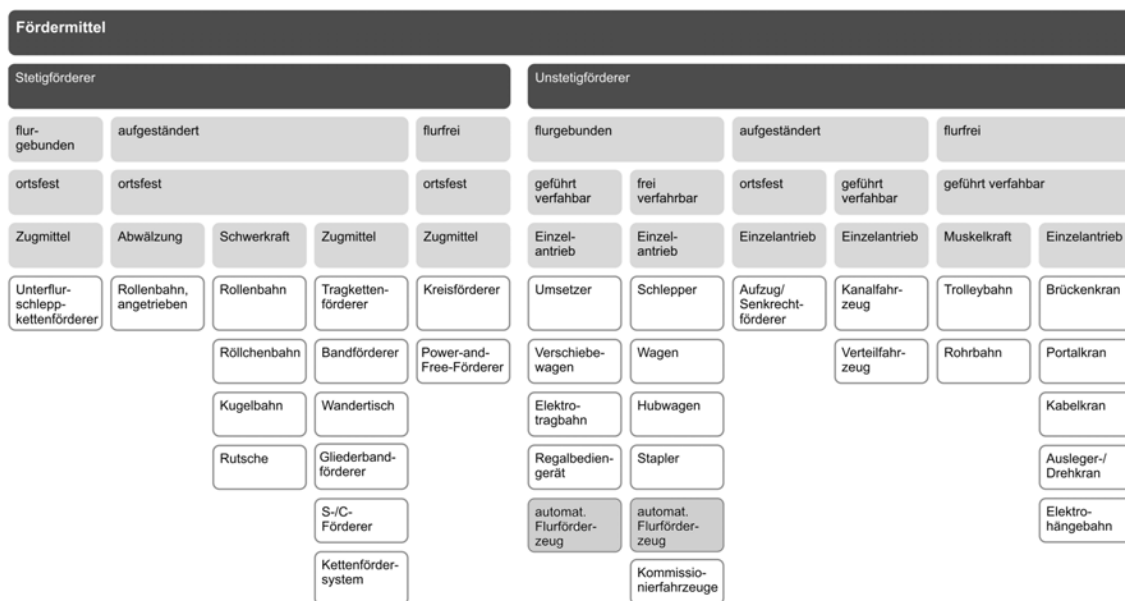 Fördermittel
Stetigförderer
Unstetigförderer
flur-
gebunden
aufgeständert
flurfrei
flurgebunden
aufgeständert
flurfrei
ortsfest
ortsfest
ortsfest
geführt
verfahbar
frei
verfahrbar
ortsfest
geführt
verfahbar
geführt verfahbar
Zugmittel
Abwälzung
Schwerkraft
Zugmittel
Zugmittel
Einzel-
antrieb
Einzel-
antrieb
Einzelantrieb
Einzelantrieb
Muskelkraft
Einzelantrieb
Unterflur-
schlepp-
kettenförderer
Rollenbahn,
angetrieben
Rollenbahn
Tragketten-
förderer
Kreisförderer
Umsetzer
Schlepper
Aufzug/
Senkrecht-
förderer
Kanalfahr-
zeug
Trolleybahn
Brückenkran
Röllchenbahn
Bandförderer
Power-and-
Free-Förderer
Verschiebe-
wagen
Wagen
Verteilfahr-
zeug
Rohrbahn
Portalkran
Kugelbahn
Wandertisch
Elektro-
tragbahn
Hubwagen
Kabelkran
Rutsche
Gliederband-
förderer
Regalbedien-
gerät
Stapler
Ausleger-/
Drehkran
S-/C-
Förderer
automat.
Flurförder-
zeug
automat.
Flurförder-
zeug
Elektro-
hängebahn
Kettenförder-
system
Kommissio-
nierfahrzeuge